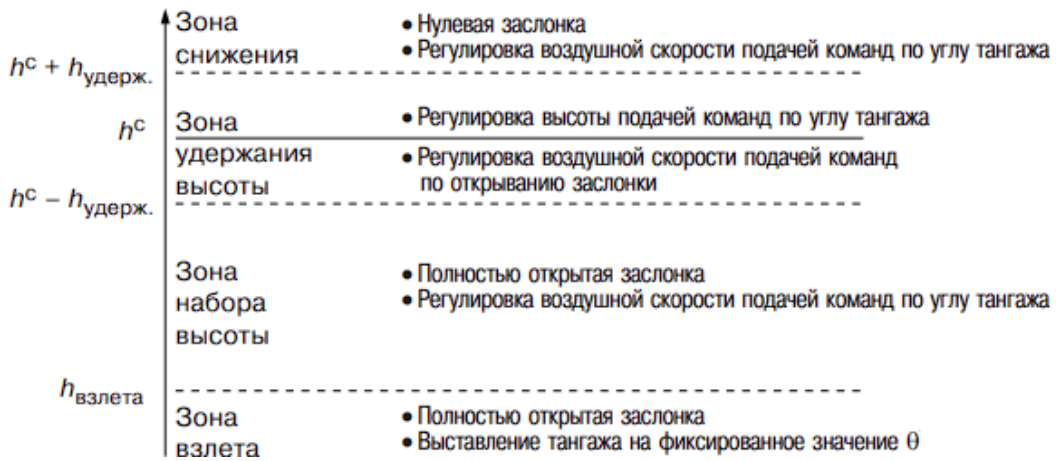 Зона
снижения
• Нулевая заслонка
• Регулировка воздушной скорости подачей команд по углу тангажа
hᶜ + hудерж.
hᶜ
Зона
удержания
высоты
• Регулировка высоты подачей команд по углу тангажа
• Регулировка воздушной скорости подачей команд
по открыванию заслонки
hᶜ – hудерж.
Зона
набора
высоты
• Полностью открытая заслонка
• Регулировка воздушной скорости подачей команд по углу тангажа
hвзлета
Зона
взлета
• Полностью открытая заслонка
• Выставление тангажа на фиксированное значение θ